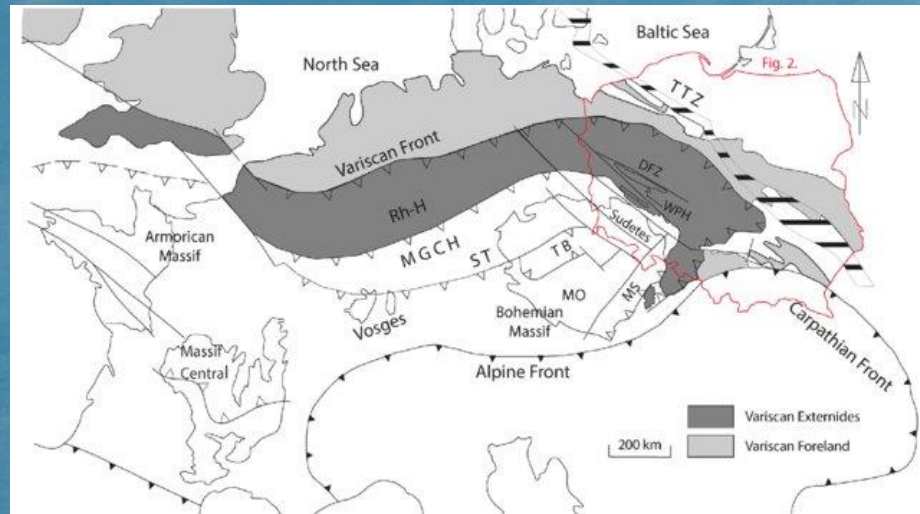 Baltic Sea
North Sea
Fig. 2.
TTZ
N
Variscan Front
DFZ
WPH
Rh-H
Sudetes
Armorican
Massif
MGCH
ST
TB
MO
MS
Bohemian
Massif
Vosges
Massif
Central
Alpine Front
Carpathian Front
Variscan Externides
200 km
Variscan Foreland